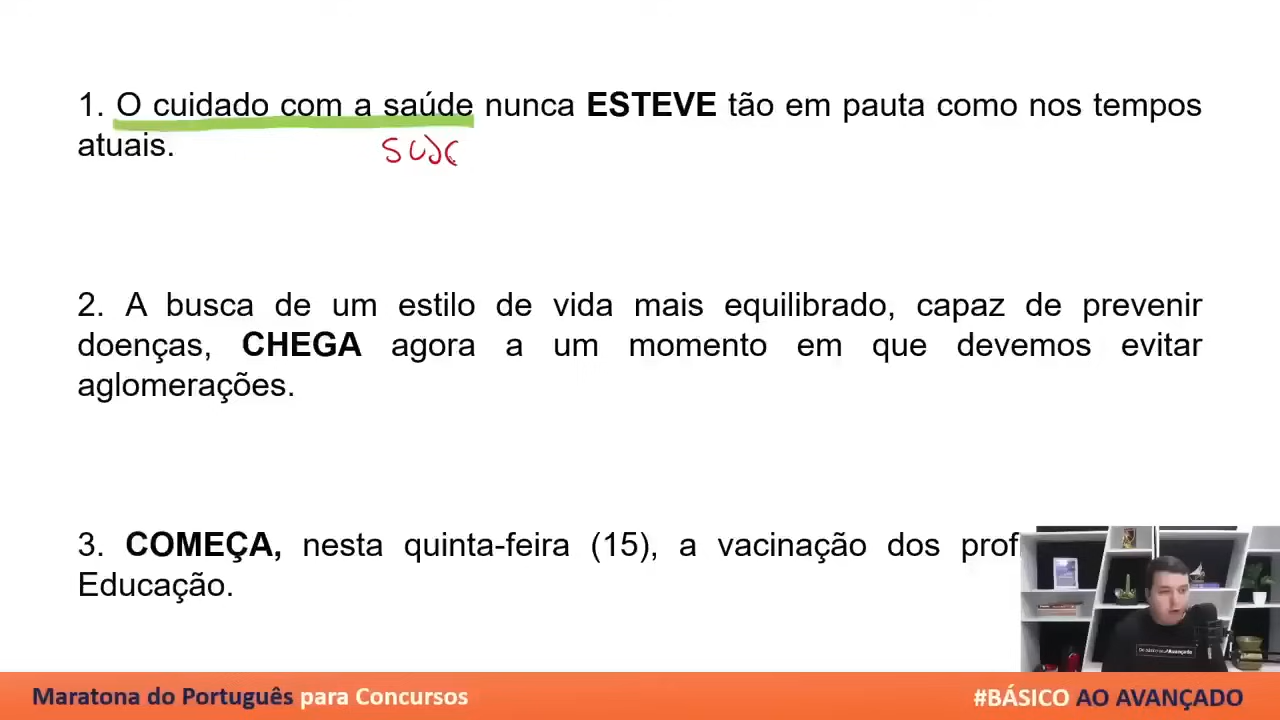 1. O cuidado com a saúde nunca ESTEVE tão em pauta como nos tempos
atuais.
2. A busca de um estilo de vida mais equilibrado, capaz de prevenir
doenças, CHEGA agora a um momento em que devemos evitar
aglomerações.
3. COMEÇA, nesta quinta-feira (15), a vacinação dos
Educação.
Maratona do Português para Concursos
#BÁSICO AO AVANÇADO